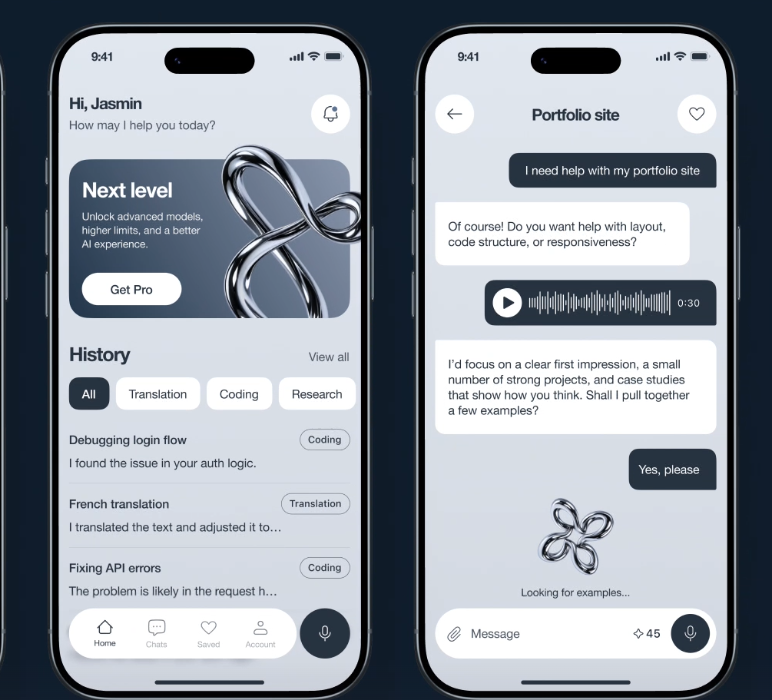 9:41
Hi, Jasmin
How may I help you today?
Next level
Unlock advanced models,
higher limits, and a better
AI experience.
Get Pro
History
View all
All
Translation
Coding
Research
Debugging login flow
Coding
I found the issue in your auth logic.
French translation
Translation
I translated the text and adjusted it to...
Fixing API errors
Coding
The problem is likely in the request h...
Home
Chats
Saved
Account
9:41
Portfolio site
I need help with my portfolio site
Of course! Do you want help with layout,
code structure, or responsiveness?
0:30
I'd focus on a clear first impression, a small
number of strong projects, and case studies
that show how you think. Shall I pull together
a few examples?
Yes, please
Looking for examples...
Message
45